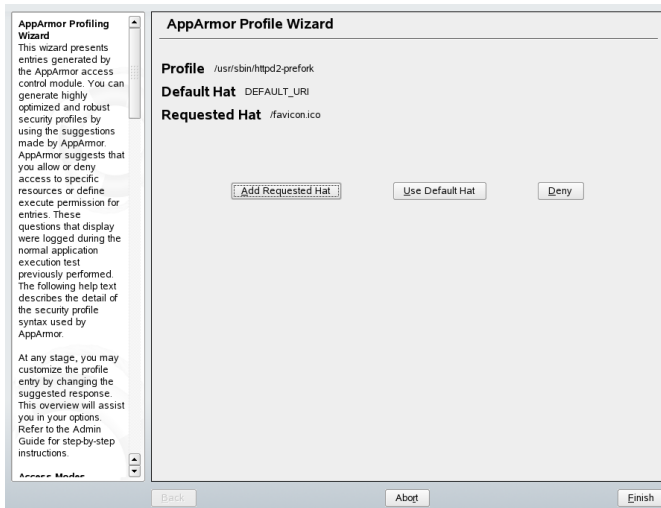 AppArmor Profiling
Wizard
This wizard presents
entries generated by
the AppArmor access
control module. You can
generate highly
optimized and robust
security profiles by
using the suggestions
made by AppArmor.
AppArmor suggests that
you allow or deny
access to specific
resources or define
execute permission for
entries. These
questions that display
were logged during the
normal application
execution test
previously performed.
The following help text
describes the detail of
the security profile
syntax used by
AppArmor.
At any stage, you may
customize the profile
entry by changing the
suggested response.
This overview will assist
you in your options.
Refer to the Admin
Guide for step-by-step
instructions.
Access Modes
AppArmor Profile Wizard
Profile /usr/sbin/httpd2-prefork
Default Hat DEFAULT_URI
Requested Hat /favicon.ico
Add Requested Hat Use Default Hat Deny
Back Abort Finish